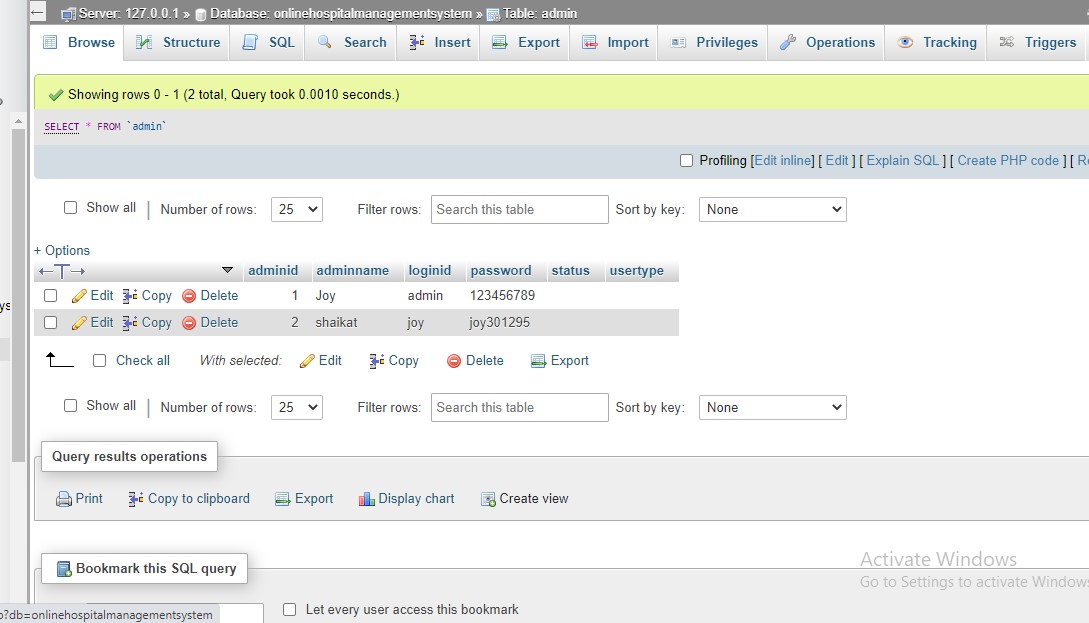 Server: 127.0.0.1 » Database: onlinehospitalmanagementsystem » Table: admin
Browse Structure SQL Search Insert Export Import Privileges Operations Tracking Triggers
Showing rows 0 - 1 (2 total, Query took 0.0010 seconds.)
SELECT * FROM `admin`
Profiling [Edit inline] [ Edit ] [ Explain SQL ] [ Create PHP code ] [ R
Show all | Number of rows: 25 Filter rows: Search this table Sort by key: None
+ Options
←T→ adminid adminname loginid password status usertype
Edit Copy Delete 1 Joy admin 123456789
Edit Copy Delete 2 shaikat joy joy301295
Check all With selected: Edit Copy Delete Export
Show all | Number of rows: 25 Filter rows: Search this table Sort by key: None
Query results operations
Print Copy to clipboard Export Display chart Create view
Activate Windows
Go to Settings to activate Windows
Bookmark this SQL query
Let every user access this bookmark
?db=onlinehospitalmanagementsystem